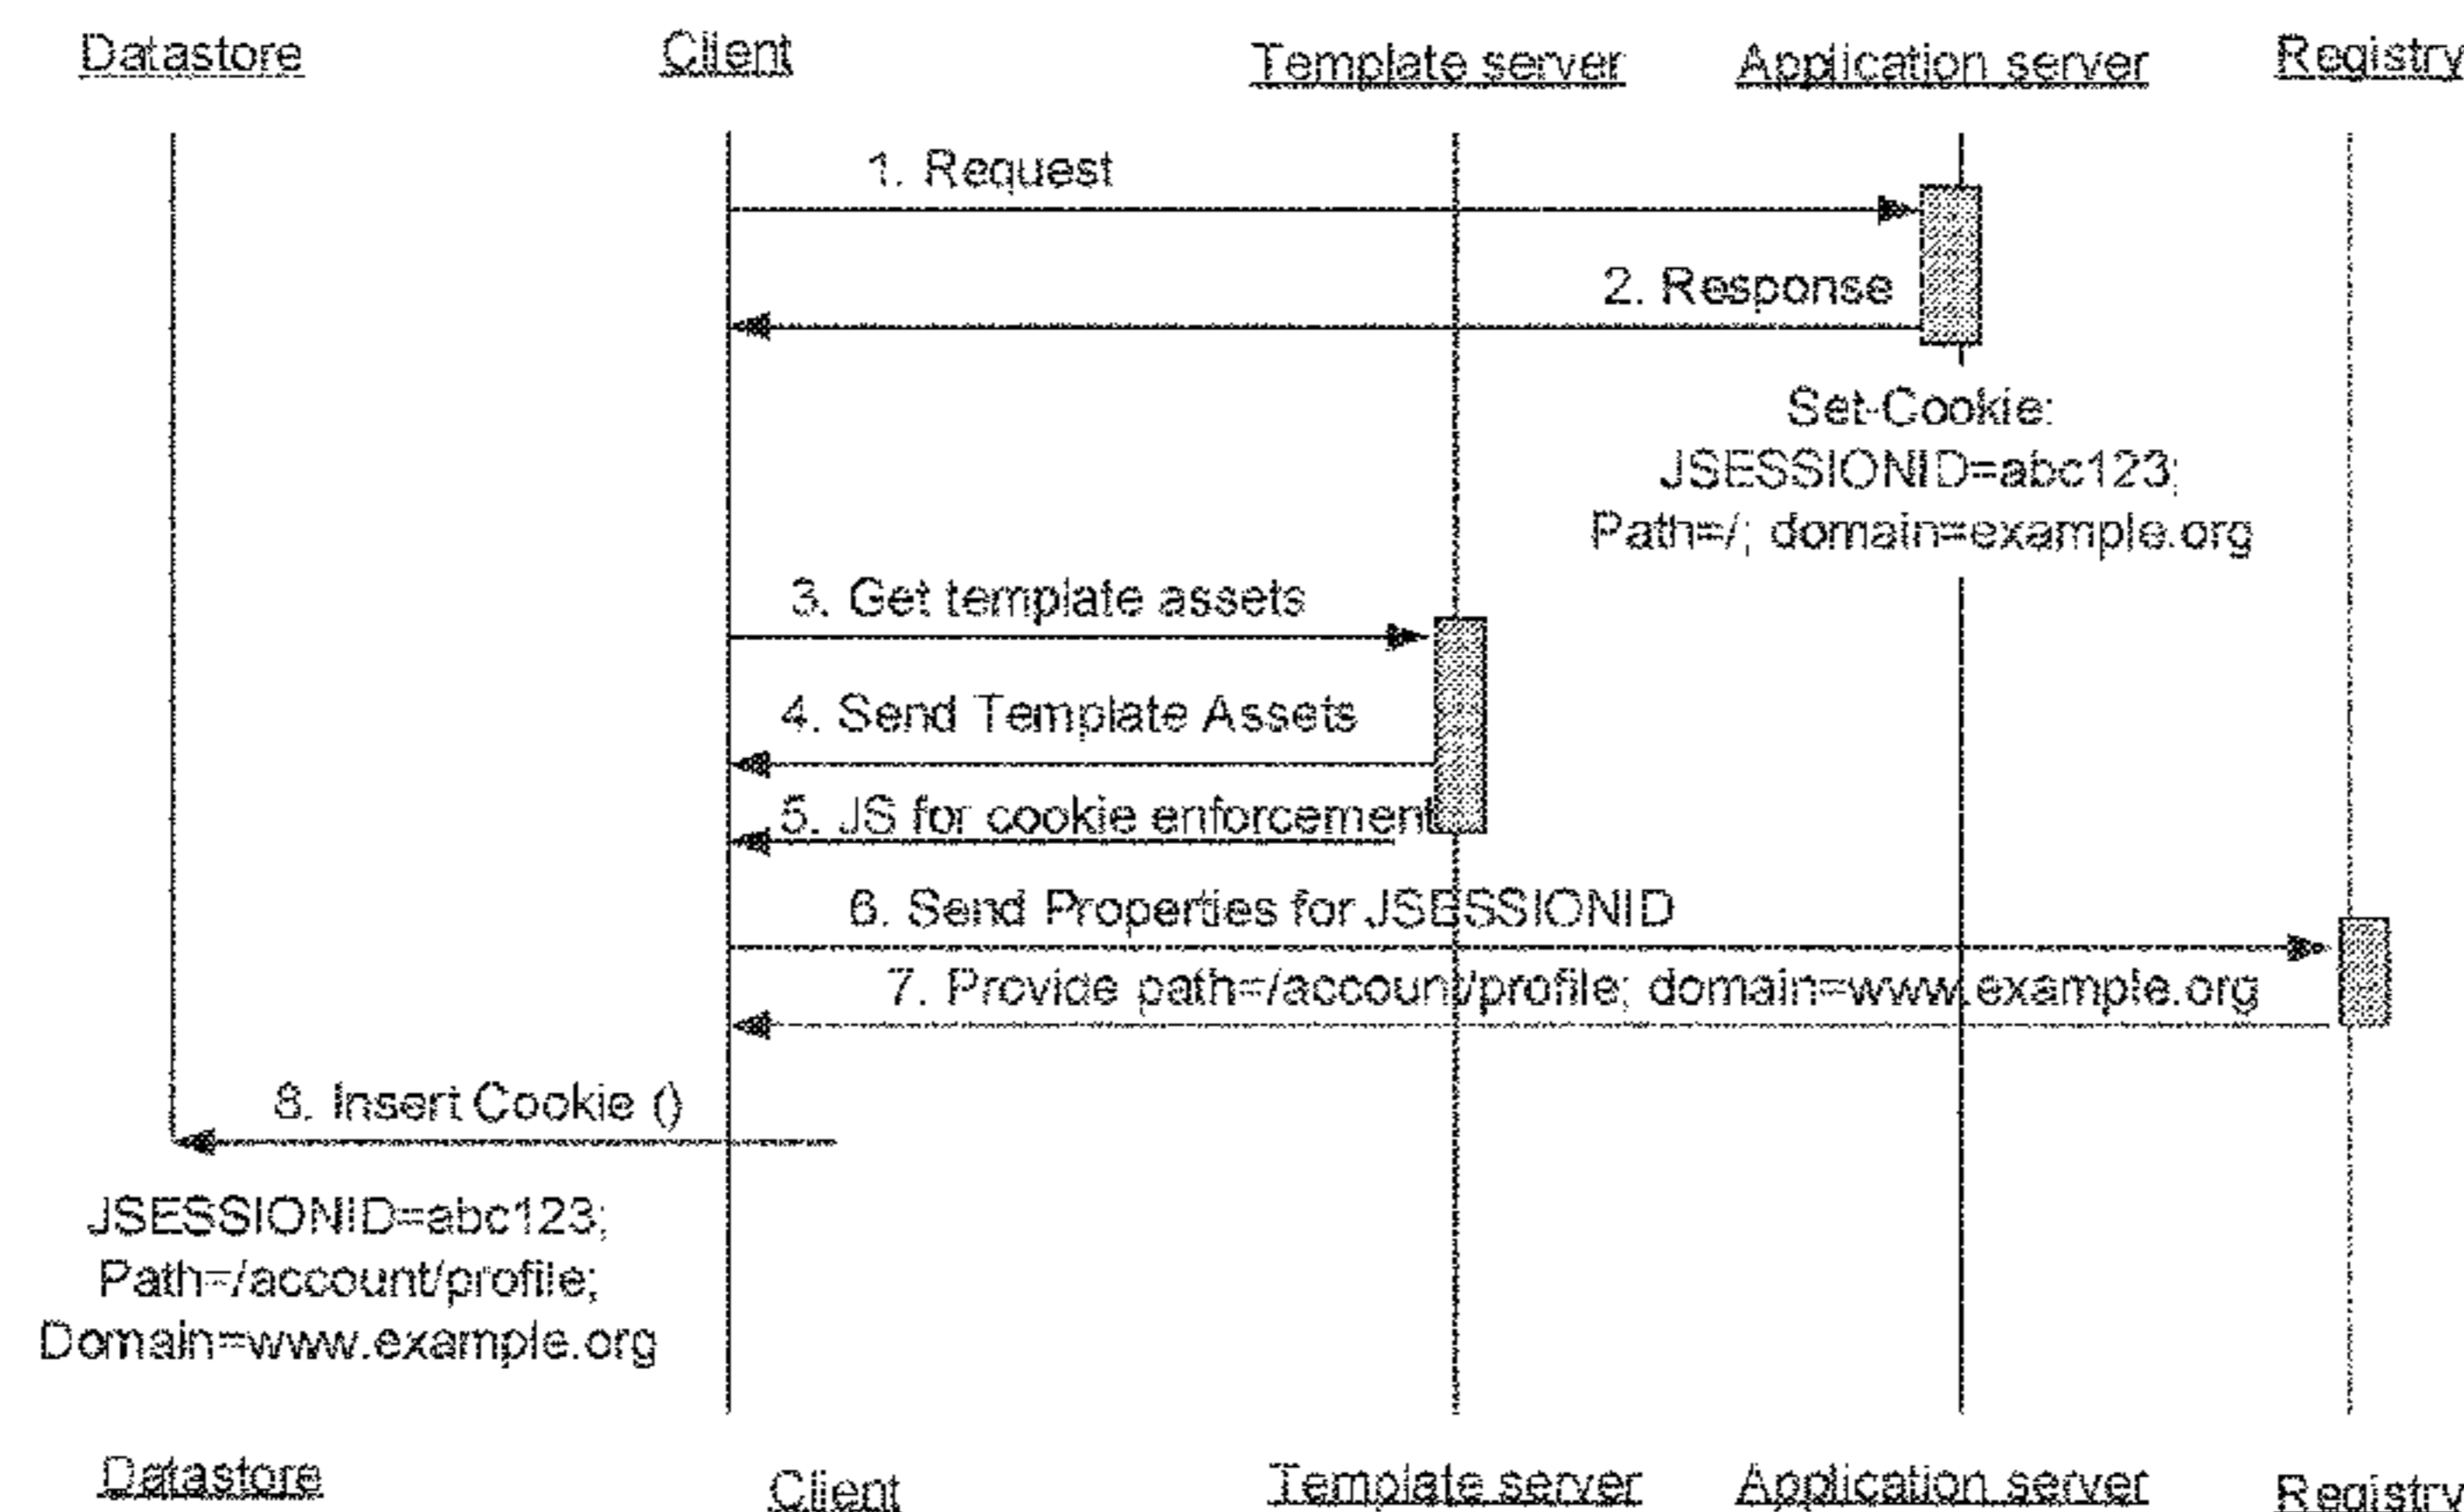 Datastore
Client
Template server
Application server
Registry
1. Request
2. Response
Set-Cookie:
JSESSIONID=abc123;
Path=/; domain=example.org
3. Get template assets
4. Send Template Assets
5. JS for cookie enforcement
6. Send Properties for JSESSIONID
7. Provide path=/account/profile; domain=www.example.org
8. Insert Cookie ()
JSESSIONID=abc123;
Path=/account/profile;
Domain=www.example.org
Datastore
Client
Template server
Application server
Registry